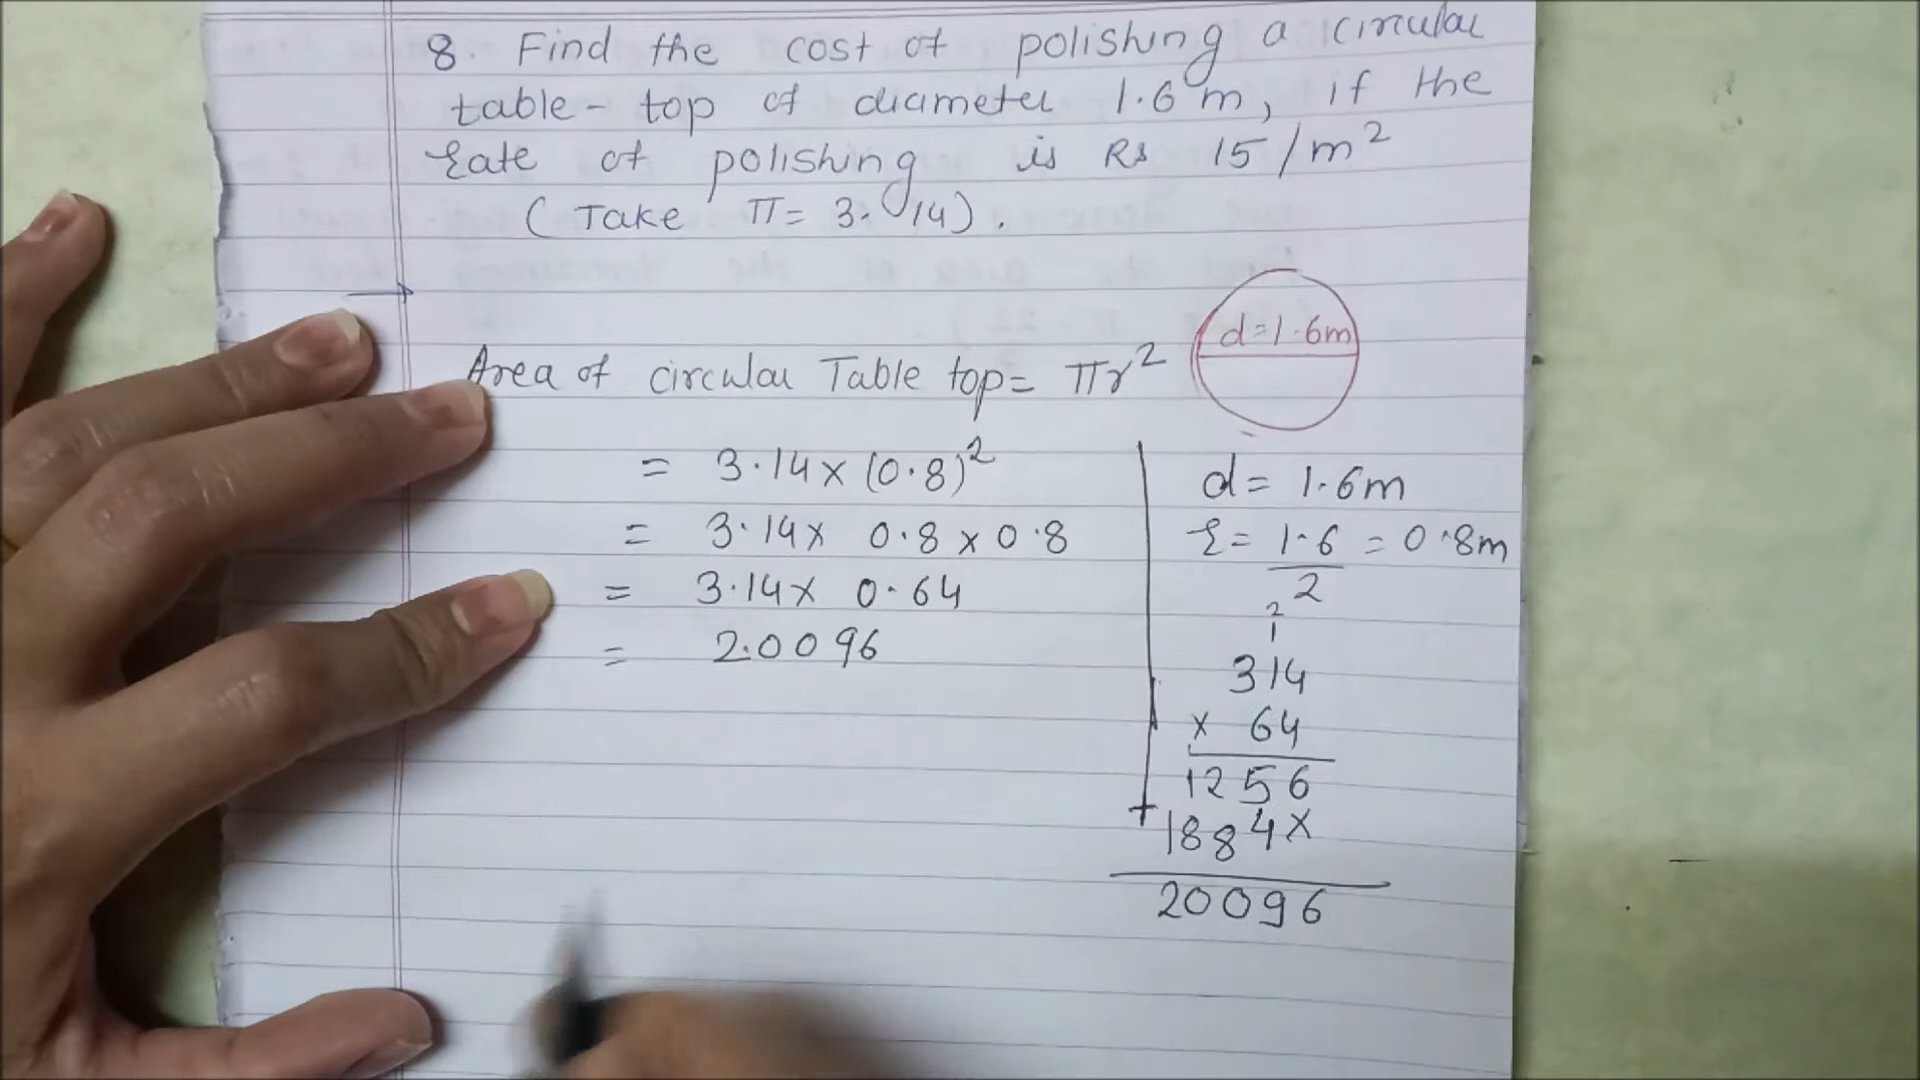 8. Find the cost of polishing a circular
table-top of diameter 1.6 m, if the
rate of polishing is Rs 15/m²
(Take π = 3.14).
d=1.6m
Area of circular Table top = πr²
= 3.14 x (0.8)²
= 3.14 x 0.8 x 0.8
= 3.14 x 0.64
= 2.0096
d = 1.6m
r = 1.6/2 = 0.8m
2
1
314
x 64
1256
+ 1884x
20096